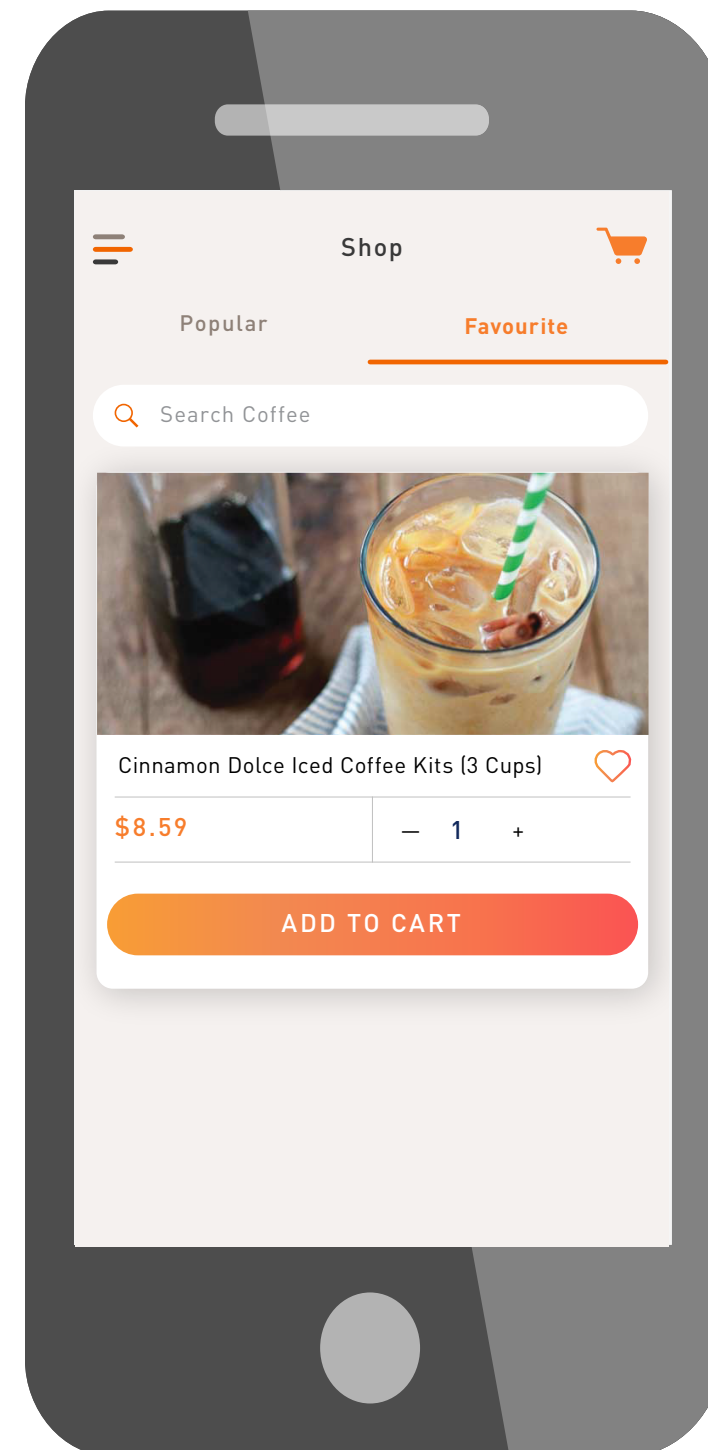 Shop
Popular
Favourite
Search Coffee
Cinnamon Dolce Iced Coffee Kits (3 Cups)
$8.59
— 1 +
ADD TO CART